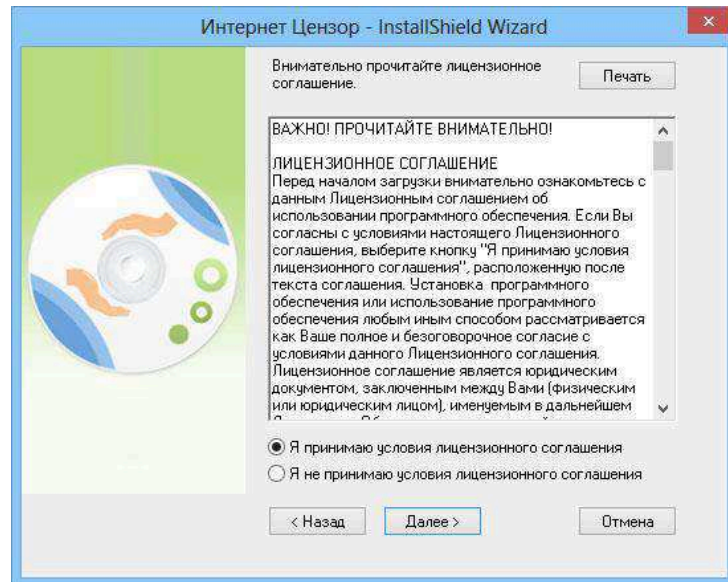 Интернет Цензор - InstallShield Wizard
Внимательно прочитайте лицензионное
соглашение.
Печать
ВАЖНО! ПРОЧИТАЙТЕ ВНИМАТЕЛЬНО!
ЛИЦЕНЗИОННОЕ СОГЛАШЕНИЕ
Перед началом загрузки внимательно ознакомьтесь с
данным Лицензионным соглашением об
использовании программного обеспечения. Если Вы
согласны с условиями настоящего Лицензионного
соглашения, выберите кнопку "Я принимаю условия
лицензионного соглашения", расположенную после
текста соглашения. Установка программного
обеспечения или использование программного
обеспечения любым иным способом рассматривается
как Ваше полное и безоговорочное согласие с
условиями данного Лицензионного соглашения.
Лицензионное соглашение является юридическим
документом, заключенным между Вами (физическим
или юридическим лицом), именуемым в дальнейшем
Я принимаю условия лицензионного соглашения
Я не принимаю условия лицензионного соглашения
< Назад
Далее >
Отмена